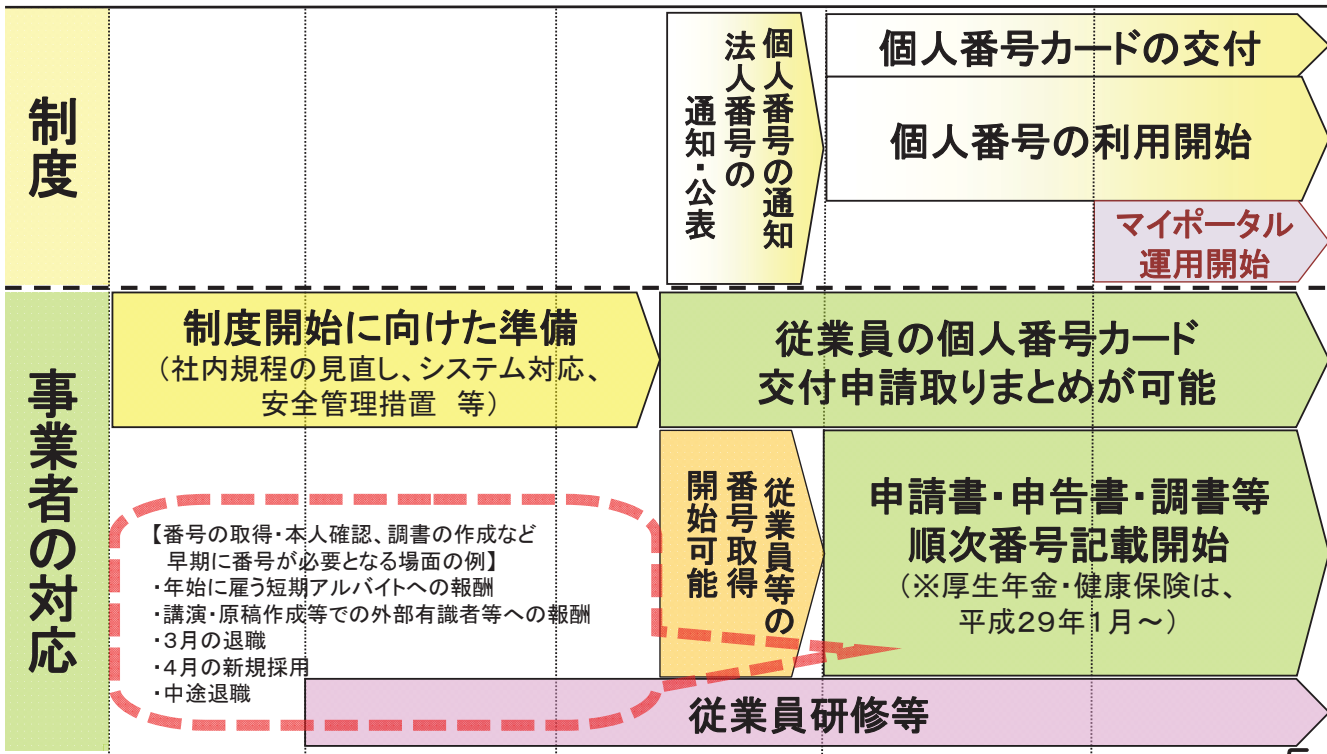 制度
個人番号の通知
法人番号の
通知・公表
個人番号カードの交付
個人番号の利用開始
マイポータル
運用開始
事業者の対応
制度開始に向けた準備
（社内規程の見直し、システム対応、
安全管理措置　等）
従業員の個人番号カード
交付申請取りまとめが可能
従業員等の
番号取得
開始可能
申請書・申告書・調書等
順次番号記載開始
（※厚生年金・健康保険は、
平成29年1月～）
【番号の取得・本人確認、調書の作成など
早期に番号が必要となる場面の例】
・年始に雇う短期アルバイトへの報酬
・講演・原稿作成等での外部有識者等への報酬
・3月の退職
・4月の新規採用
・中途退職
従業員研修等